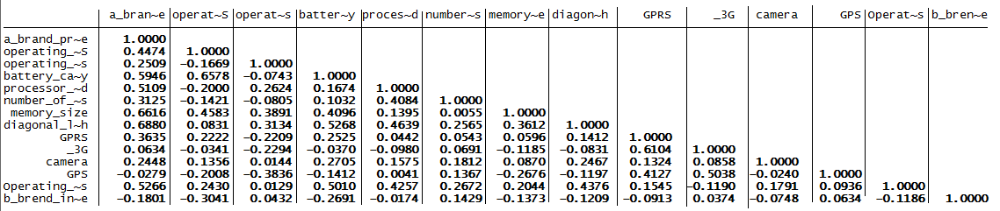 a_bran~e operat~S operat~s batter~y proces~d number~s memory~e diagon~h GPRS _3G camera GPS Operat~s b_bren~e
a_brand_pr~e 1.0000
operating_~S 0.4474 1.0000
operating_~s 0.2509 -0.1669 1.0000
battery_ca~y 0.5946 0.6578 -0.0743 1.0000
processor_~d 0.5109 -0.2000 0.2624 0.1674 1.0000
number_of_~s 0.3125 -0.1421 -0.0805 0.1032 0.4084 1.0000
memory_size 0.6616 0.4583 0.3891 0.4096 0.1395 0.0055 1.0000
diagonal_l~h 0.6880 0.0831 0.3134 0.5268 0.4639 0.2565 0.3612 1.0000
GPRS 0.3635 0.2222 -0.2209 0.2525 0.0442 0.0543 0.0596 0.1412 1.0000
_3G 0.0634 -0.0341 -0.2294 -0.0370 -0.0980 0.0691 -0.1185 -0.0831 0.6104 1.0000
camera 0.2448 0.1356 0.0144 0.2705 0.1575 0.1812 0.0870 0.2467 0.1324 0.0858 1.0000
GPS -0.0279 -0.2008 -0.3836 -0.1412 0.0041 0.1367 -0.2676 -0.1197 0.4127 0.5038 -0.0240 1.0000
Operating_~s 0.5266 0.2430 0.0129 0.5010 0.4257 0.2672 0.2044 0.4376 0.1545 -0.1190 0.1791 0.0936 1.0000
b_brend_in~e -0.1801 -0.3041 0.0432 -0.2691 -0.0174 0.1429 -0.1373 -0.1209 -0.0913 0.0374 -0.0748 0.0634 -0.1186 1.0000